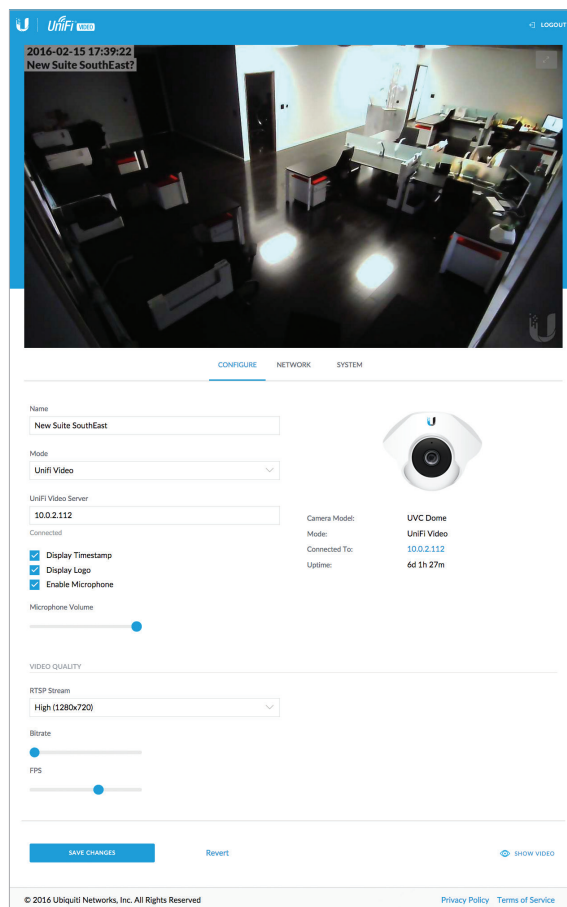 UniFi VIDEO
LOGOUT
2016-02-15 17:39:22
New Suite SouthEast?
CONFIGURE NETWORK SYSTEM
Name
New Suite SouthEast
Mode
Unifi Video
UniFi Video Server
10.0.2.112
Connected
Display Timestamp
Display Logo
Enable Microphone
Microphone Volume
Camera Model: UVC Dome
Mode: UniFi Video
Connected To: 10.0.2.112
Uptime: 6d 1h 27m
VIDEO QUALITY
RTSP Stream
High (1280x720)
Bitrate
FPS
SAVE CHANGES Revert SHOW VIDEO
© 2016 Ubiquiti Networks, Inc. All Rights Reserved Privacy Policy Terms of Service